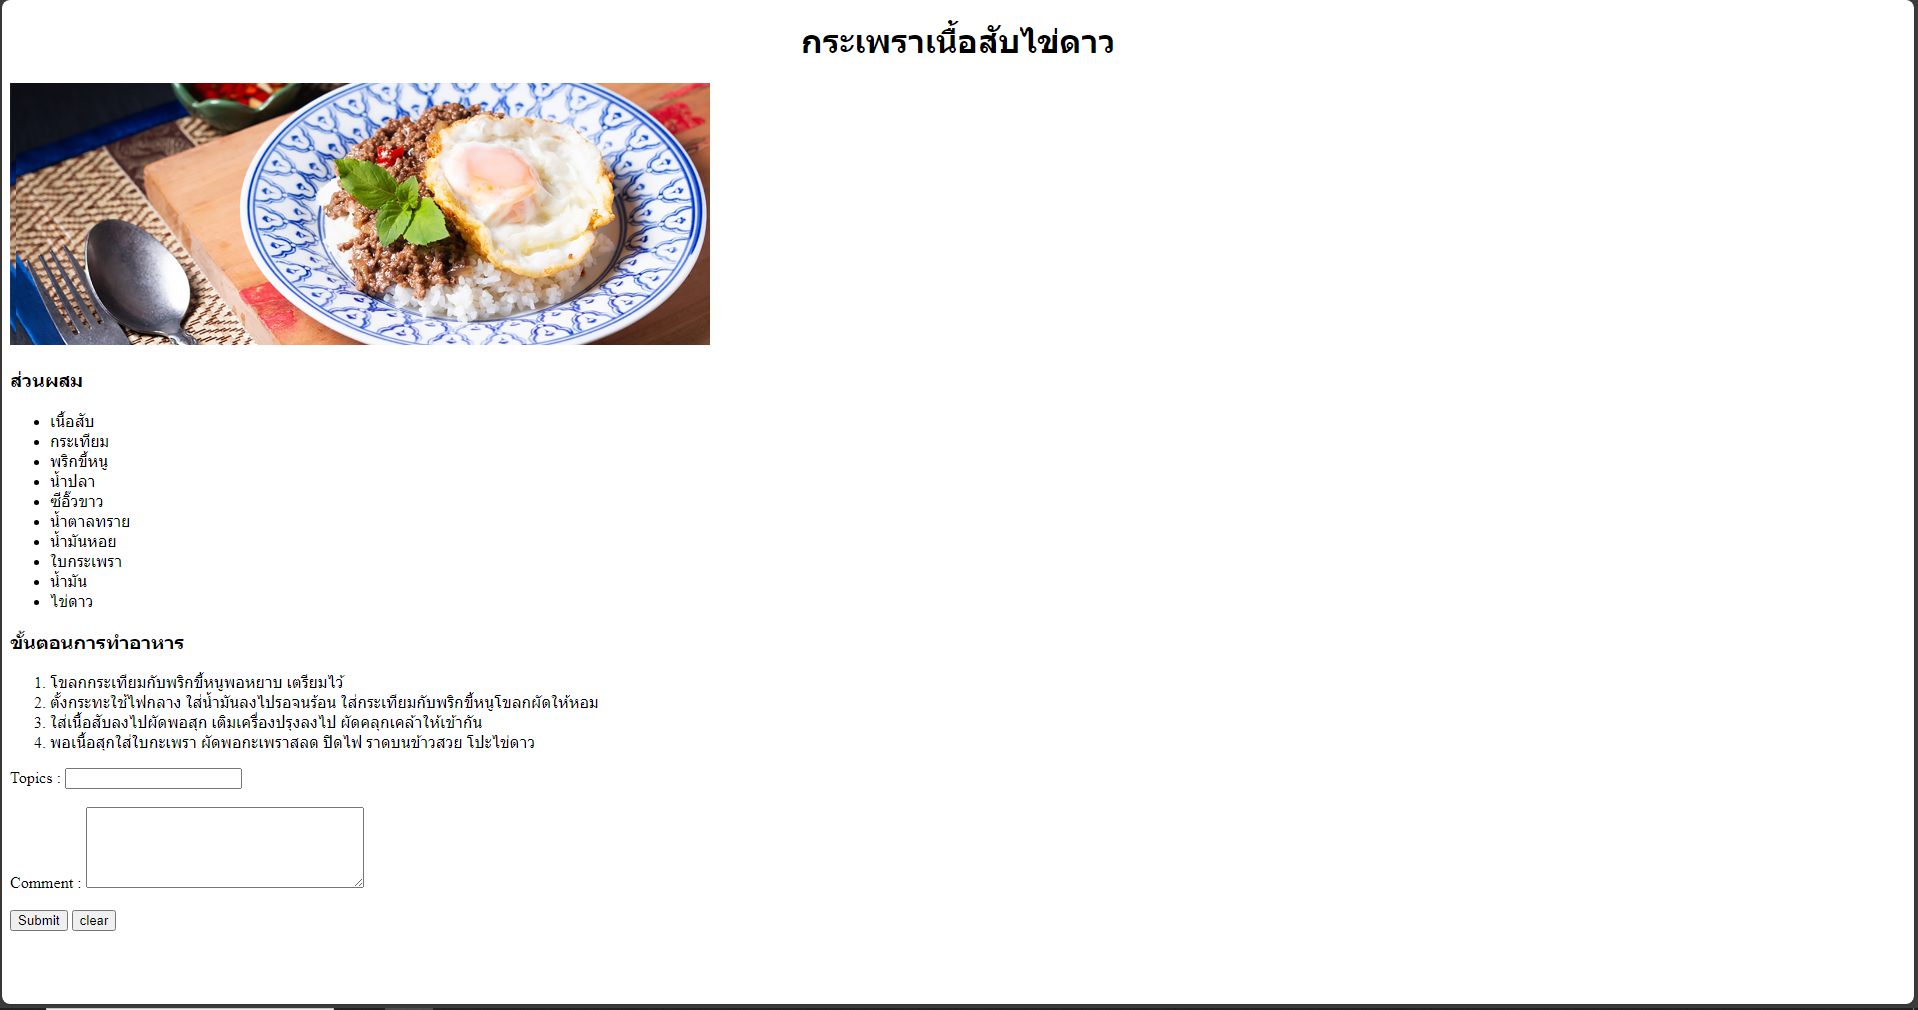 กระเพราเนื้อสับไข่ดาว
ส่วนผสม
• เนื้อสับ
• กระเทียม
• พริกขี้หนู
• น้ำปลา
• ซีอิ๊วขาว
• น้ำตาลทราย
• น้ำมันหอย
• ใบกระเพรา
• น้ำมัน
• ไข่ดาว
ขั้นตอนการทำอาหาร
1. โขลกกระเทียมกับพริกขี้หนูพอหยาบ เตรียมไว้
2. ตั้งกระทะใช้ไฟกลาง ใส่น้ำมันลงไปรอจนร้อน ใส่กระเทียมกับพริกขี้หนูโขลกผัดให้หอม
3. ใส่เนื้อสับลงไปผัดพอสุก เติมเครื่องปรุงลงไป ผัดคลุกเคล้าให้เข้ากัน
4. พอเนื้อสุกใส่ใบกะเพรา ผัดพอกะเพราสลด ปิดไฟ ราดบนข้าวสวย โปะไข่ดาว
Topics :
Comment :
Submit clear